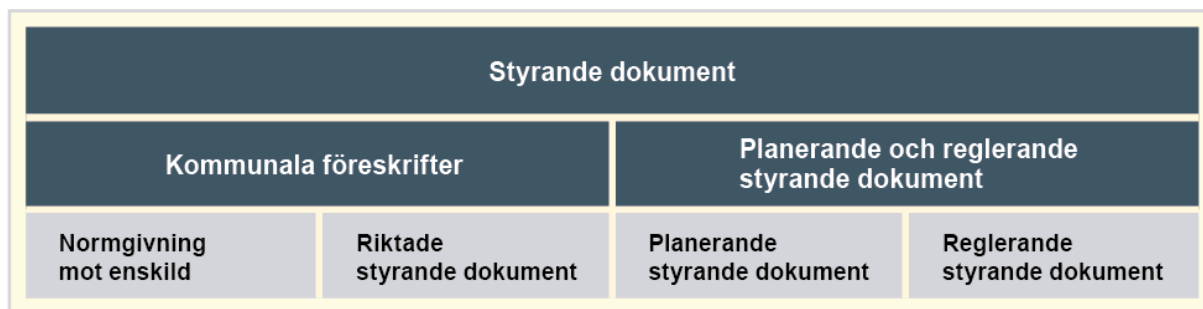 Styrande dokument
Kommunala föreskrifter
Planerande och reglerande
styrande dokument
Normgivning
mot enskild
Riktade
styrande dokument
Planerande
styrande dokument
Reglerande
styrande dokument